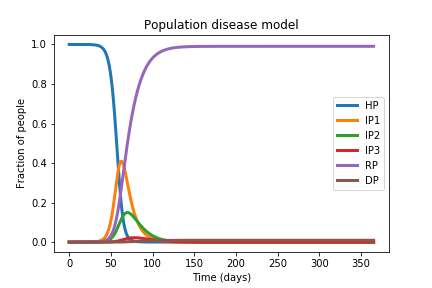 Population disease model
Fraction of people
1.0
0.8
0.6
0.4
0.2
0.0
HP
IP1
IP2
IP3
RP
DP
0 50 100 150 200 250 300 350
Time (days)